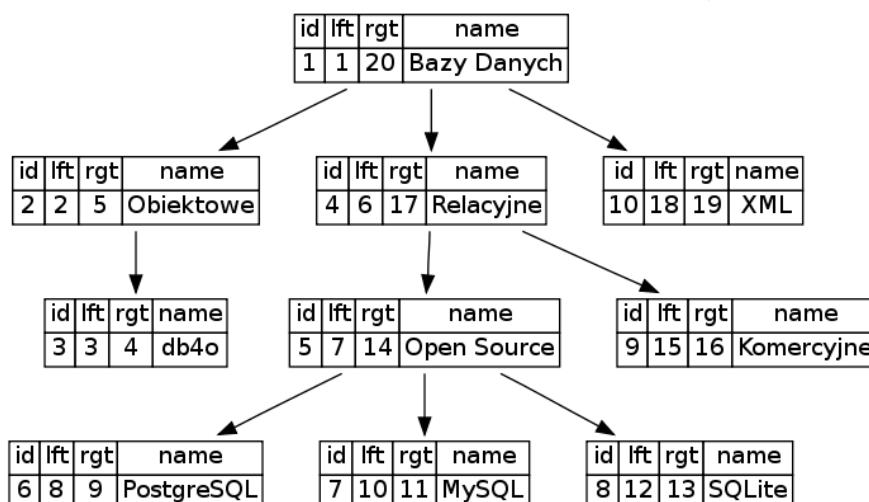 id lft rgt name
1 1 20 Bazy Danych
id lft rgt name
2 2 5 Obiektowe
id lft rgt name
4 6 17 Relacyjne
id lft rgt name
10 18 19 XML
id lft rgt name
3 3 4 db4o
id lft rgt name
5 7 14 Open Source
id lft rgt name
9 15 16 Komercyjne
id lft rgt name
6 8 9 PostgreSQL
id lft rgt name
7 10 11 MySQL
id lft rgt name
8 12 13 SQLite